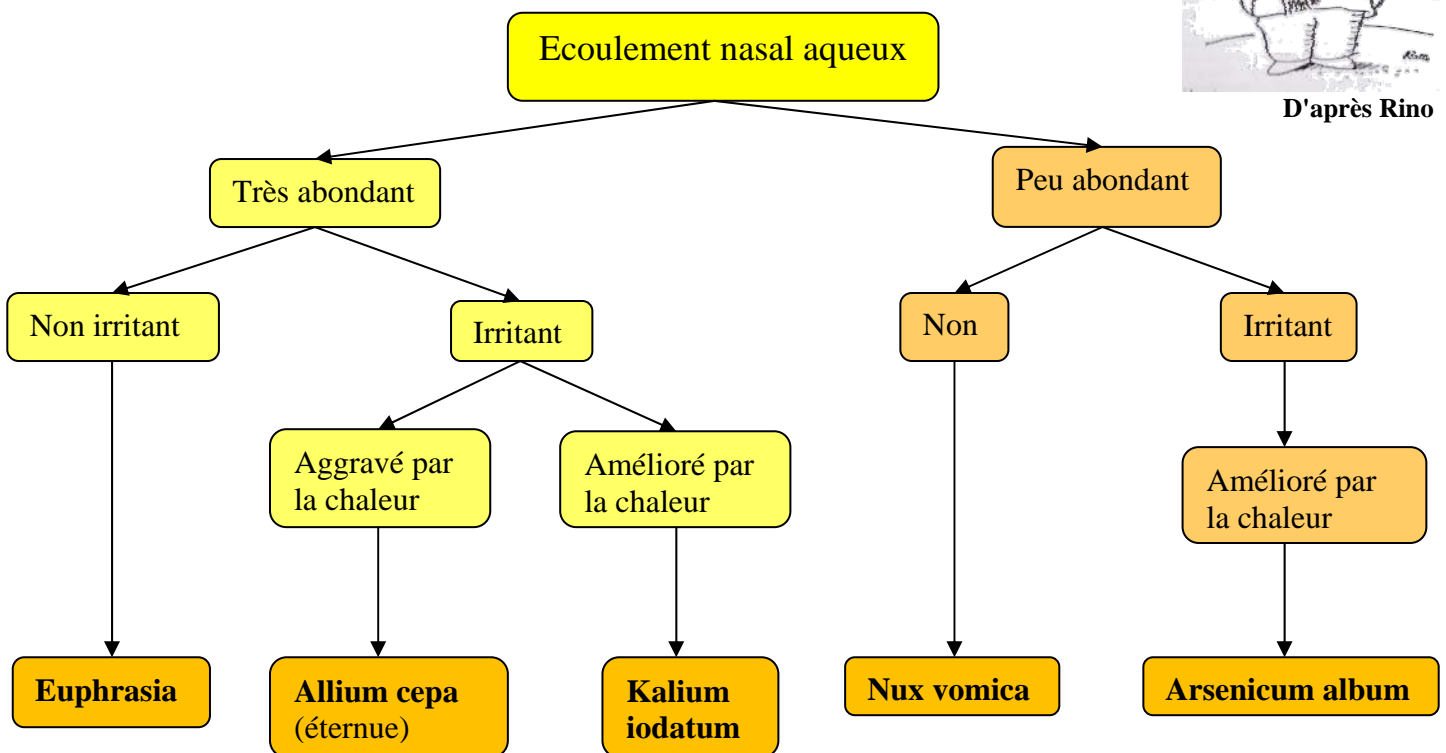 Ecoulement nasal aqueux
D'après Rino
Très abondant
Peu abondant
Non irritant
Irritant
Non
Irritant
Aggravé par
la chaleur
Amélioré par
la chaleur
Amélioré par
la chaleur
Euphrasia
Allium cepa
(éternue)
Kalium
iodatum
Nux vomica
Arsenicum album